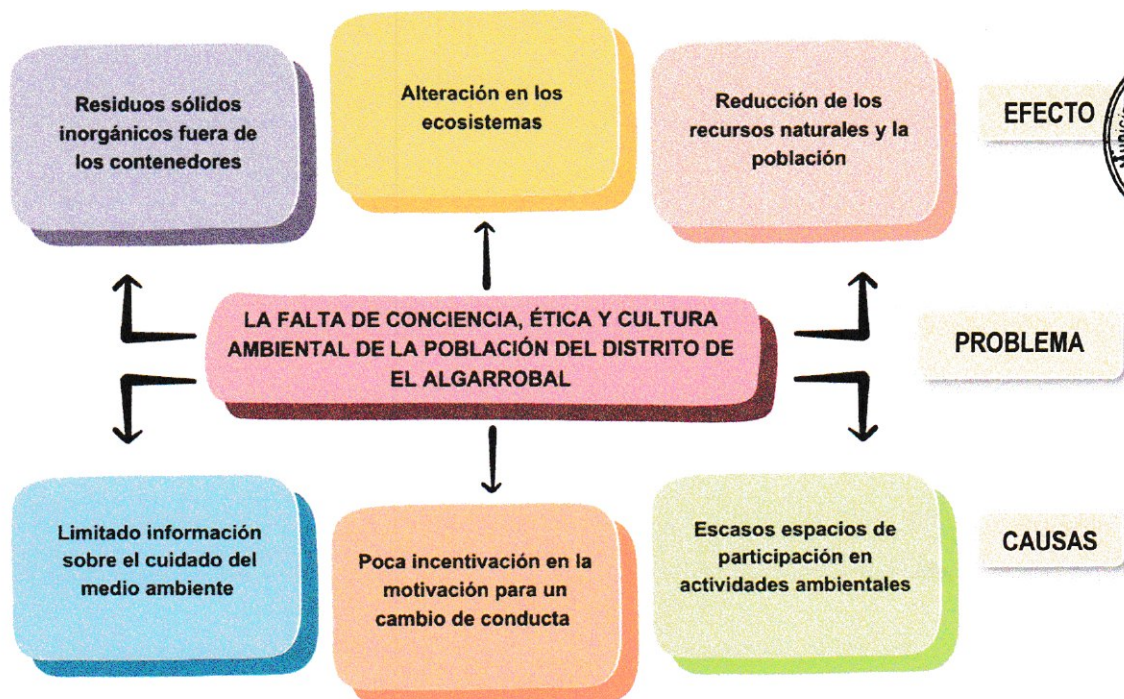 Residuos sólidos
inorgánicos fuera de
los contenedores
Alteración en los
ecosistemas
Reducción de los
recursos naturales y la
población
EFECTO
LA FALTA DE CONCIENCIA, ÉTICA Y CULTURA
AMBIENTAL DE LA POBLACIÓN DEL DISTRITO DE
EL ALGARROBAL
PROBLEMA
Limitado información
sobre el cuidado del
medio ambiente
Poca incentivación en la
motivación para un
cambio de conducta
Escasos espacios de
participación en
actividades ambientales
CAUSAS